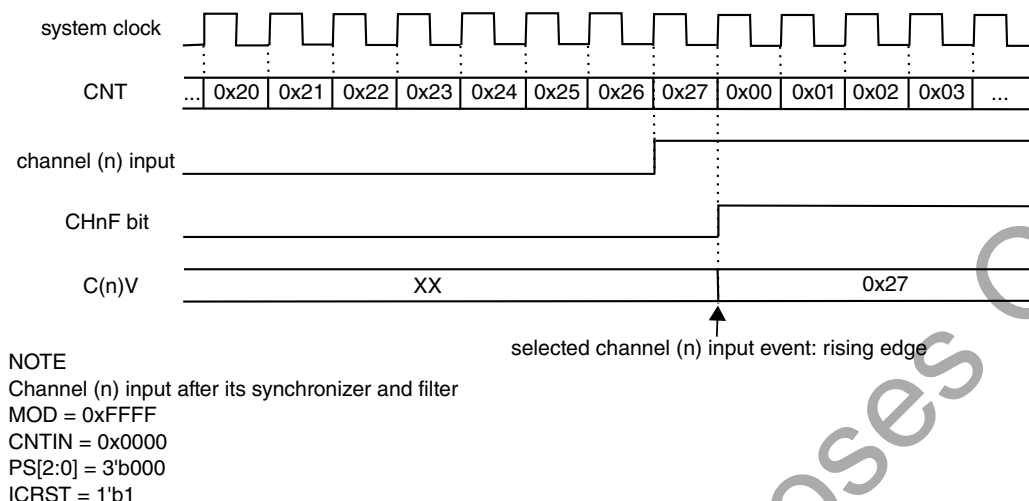 system clock
CNT ... 0x20 0x21 0x22 0x23 0x24 0x25 0x26 0x27 0x00 0x01 0x02 0x03 ...
channel (n) input
CHnF bit
C(n)V XX 0x27
selected channel (n) input event: rising edge
NOTE
Channel (n) input after its synchronizer and filter
MOD = 0xFFFF
CNTIN = 0x0000
PS[2:0] = 3'b000
ICRST = 1'b1
oses